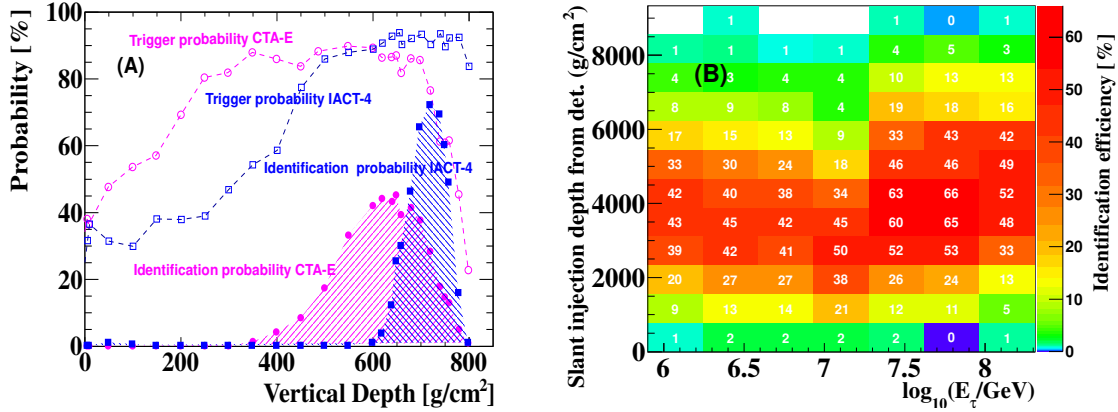 Probability [%]
100
80
60
40
20
0
Trigger probability CTA-E
(A)
Trigger probability IACT-4
Identification probability IACT-4
Identification probability CTA-E
0 200 400 600 800
Vertical Depth [g/cm2]
Slant injection depth from det. (g/cm2)
8000
6000
4000
2000
0
(B)
1 1 0 1
1 1 1 1 4 5 3
4 3 4 4 10 13 13
8 9 8 4 19 18 16
17 15 13 9 33 43 42
33 30 24 18 46 46 49
42 40 38 34 63 66 52
43 45 42 45 60 65 48
39 42 41 50 52 53 33
20 27 27 38 26 24 13
9 13 14 21 12 11 5
1 2 2 2 2 0 1
6 6.5 7 7.5 8
log10(Eτ/GeV)
60
50
40
30
20
10
0
Identification efficiency [%]